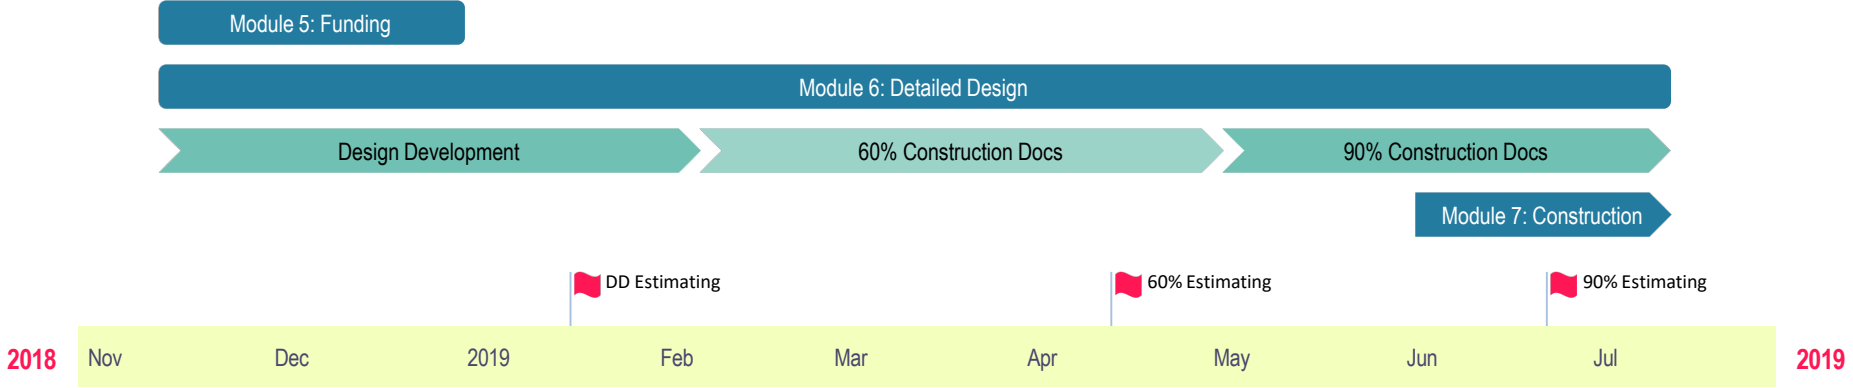 Module 5: Funding
Module 6: Detailed Design
Design Development
60% Construction Docs
90% Construction Docs
Module 7: Construction
DD Estimating
60% Estimating
90% Estimating
2018
Nov
Dec
2019
Feb
Mar
Apr
May
Jun
Jul
2019